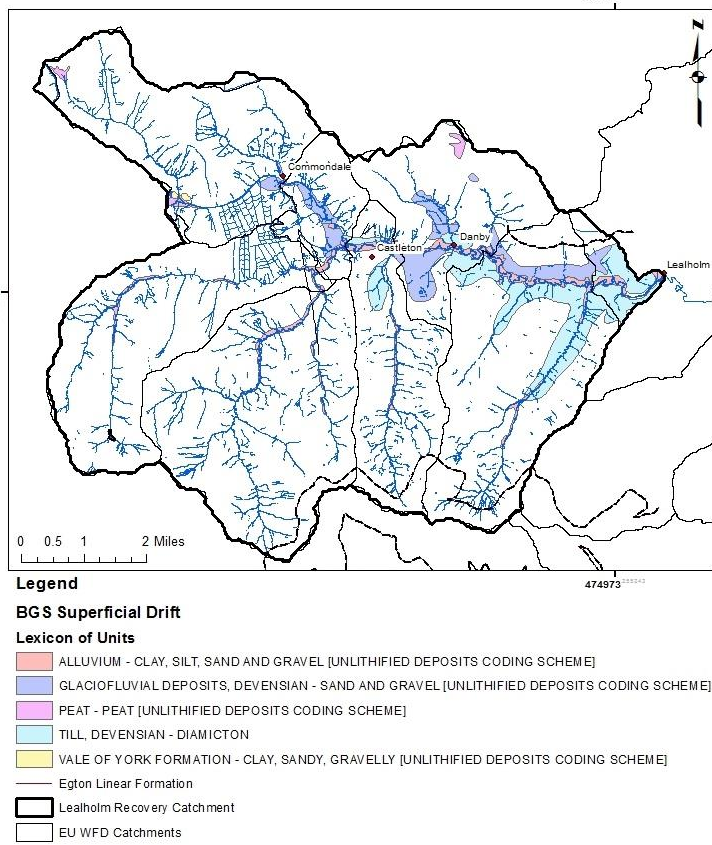 N
Commondale
Castleton
Danby
Lealholm
0 0.5 1 2 Miles
474973
Legend
BGS Superficial Drift
Lexicon of Units
ALLUVIUM - CLAY, SILT, SAND AND GRAVEL [UNLITHIFIED DEPOSITS CODING SCHEME]
GLACIOFLUVIAL DEPOSITS, DEVENSIAN - SAND AND GRAVEL [UNLITHIFIED DEPOSITS CODING SCHEME]
PEAT - PEAT [UNLITHIFIED DEPOSITS CODING SCHEME]
TILL, DEVENSIAN - DIAMICTON
VALE OF YORK FORMATION - CLAY, SANDY, GRAVELLY [UNLITHIFIED DEPOSITS CODING SCHEME]
Egton Linear Formation
Lealholm Recovery Catchment
EU WFD Catchments